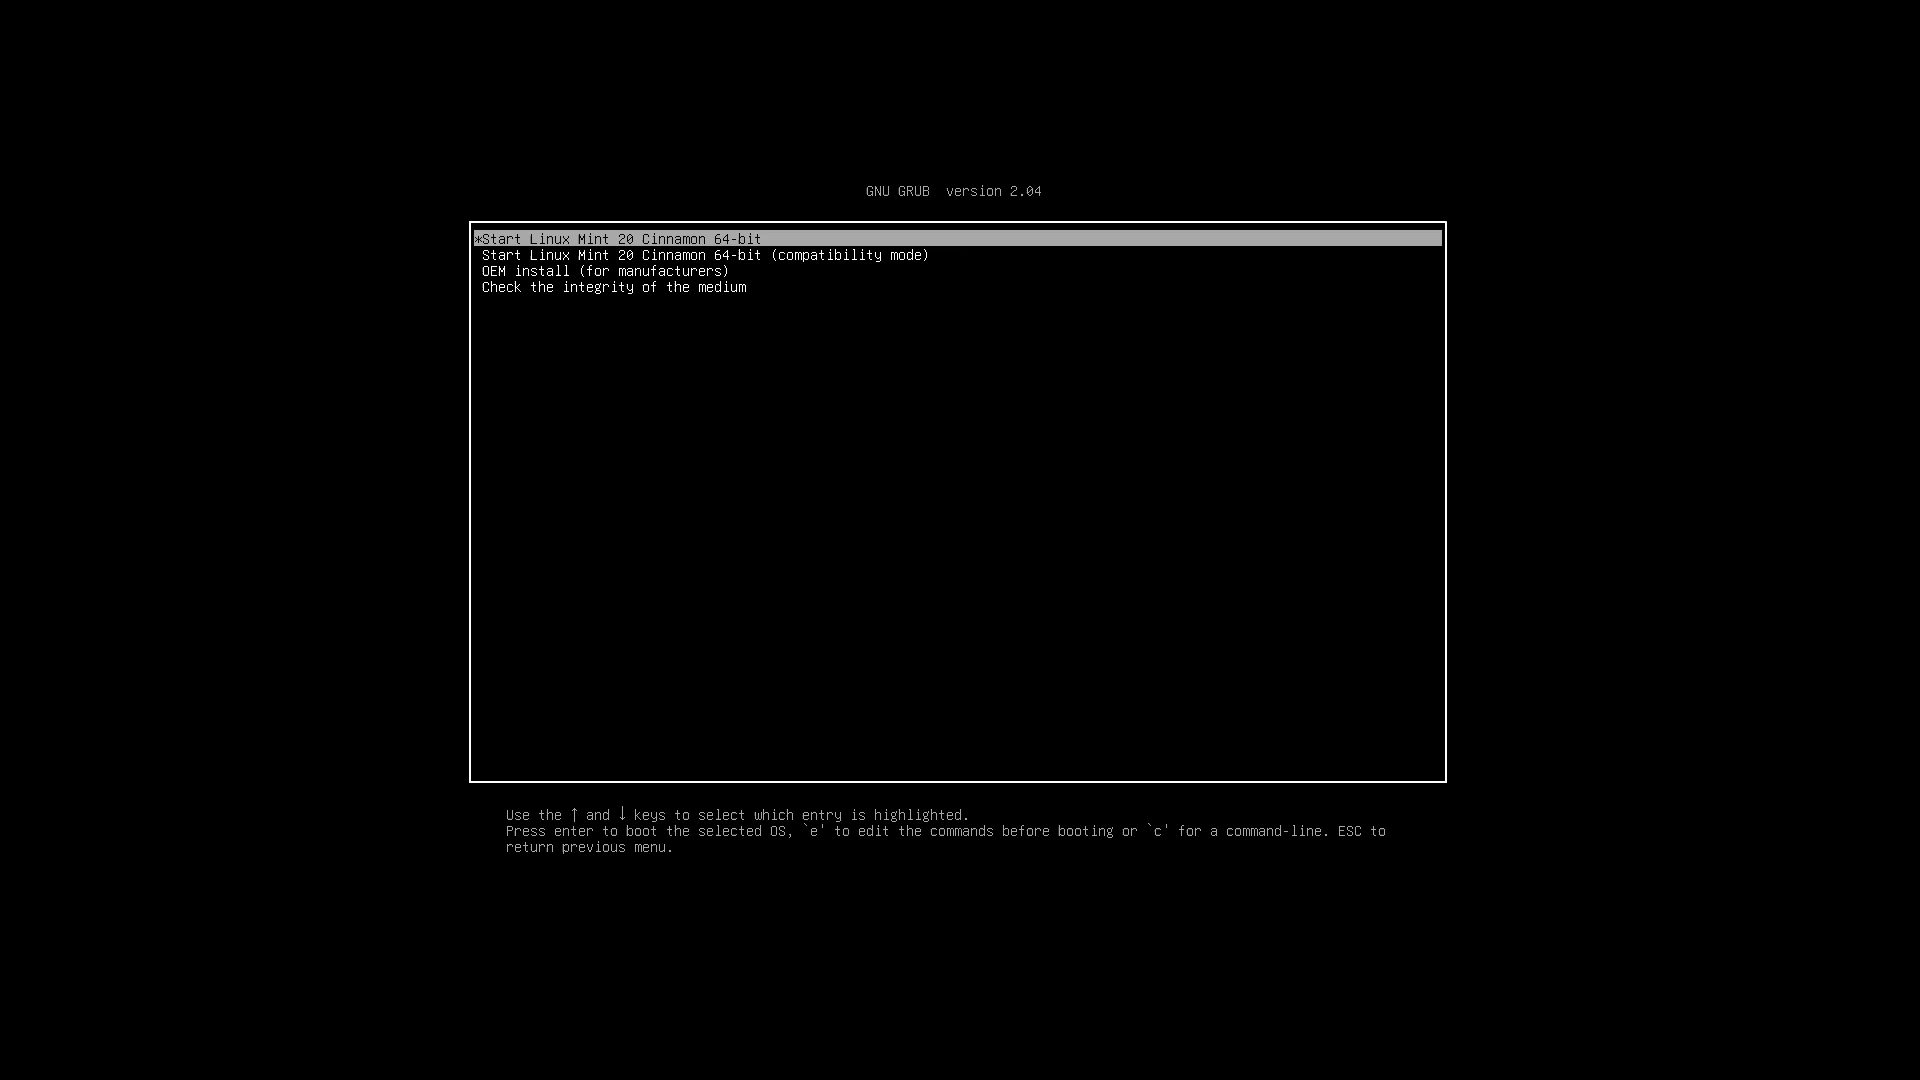 GNU GRUB  version 2.04
*Start Linux Mint 20 Cinnamon 64-bit
Start Linux Mint 20 Cinnamon 64-bit (compatibility mode)
OEM install (for manufacturers)
Check the integrity of the medium
Use the ↑ and ↓ keys to select which entry is highlighted.
Press enter to boot the selected OS, `e' to edit the commands before booting or `c' for a command-line. ESC to
return previous menu.